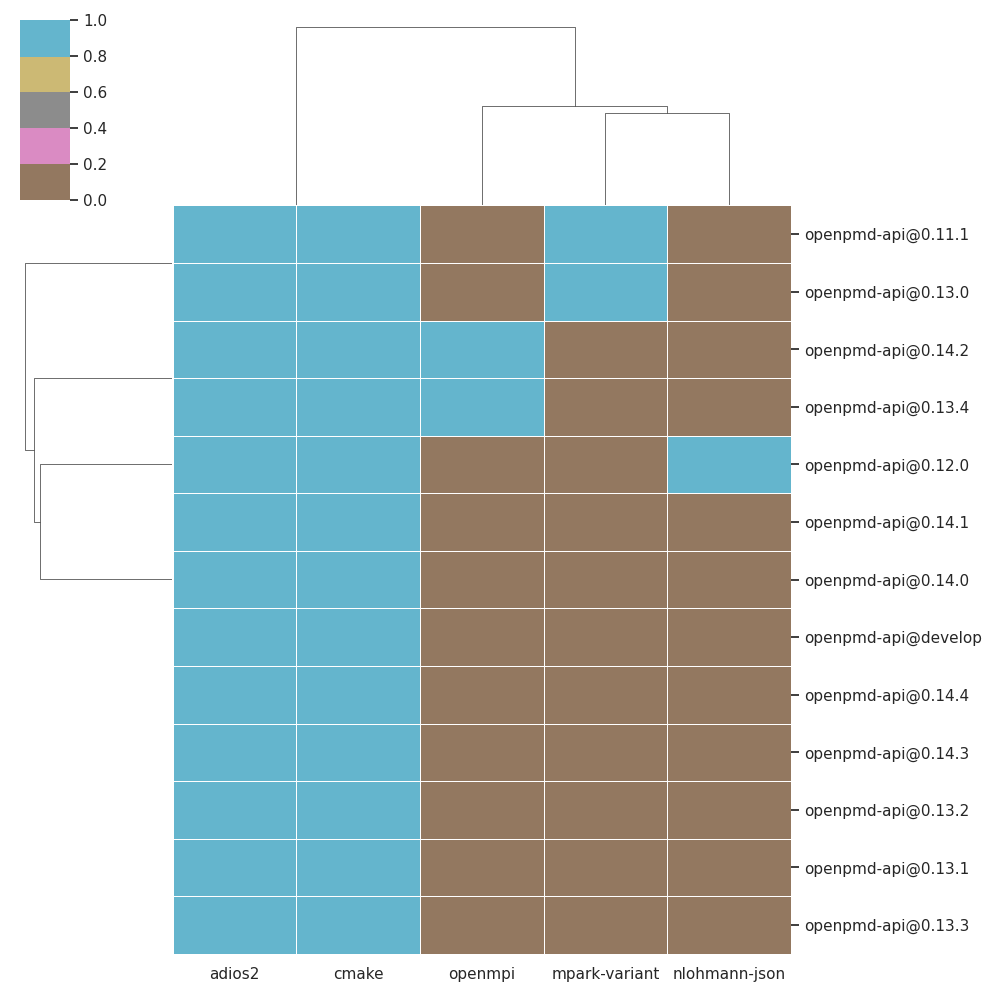 1.0
0.8
0.6
0.4
0.2
0.0
openpmd-api@0.11.1
openpmd-api@0.13.0
openpmd-api@0.14.2
openpmd-api@0.13.4
openpmd-api@0.12.0
openpmd-api@0.14.1
openpmd-api@0.14.0
openpmd-api@develop
openpmd-api@0.14.4
openpmd-api@0.14.3
openpmd-api@0.13.2
openpmd-api@0.13.1
openpmd-api@0.13.3
adios2 cmake openmpi mpark-variant nlohmann-json